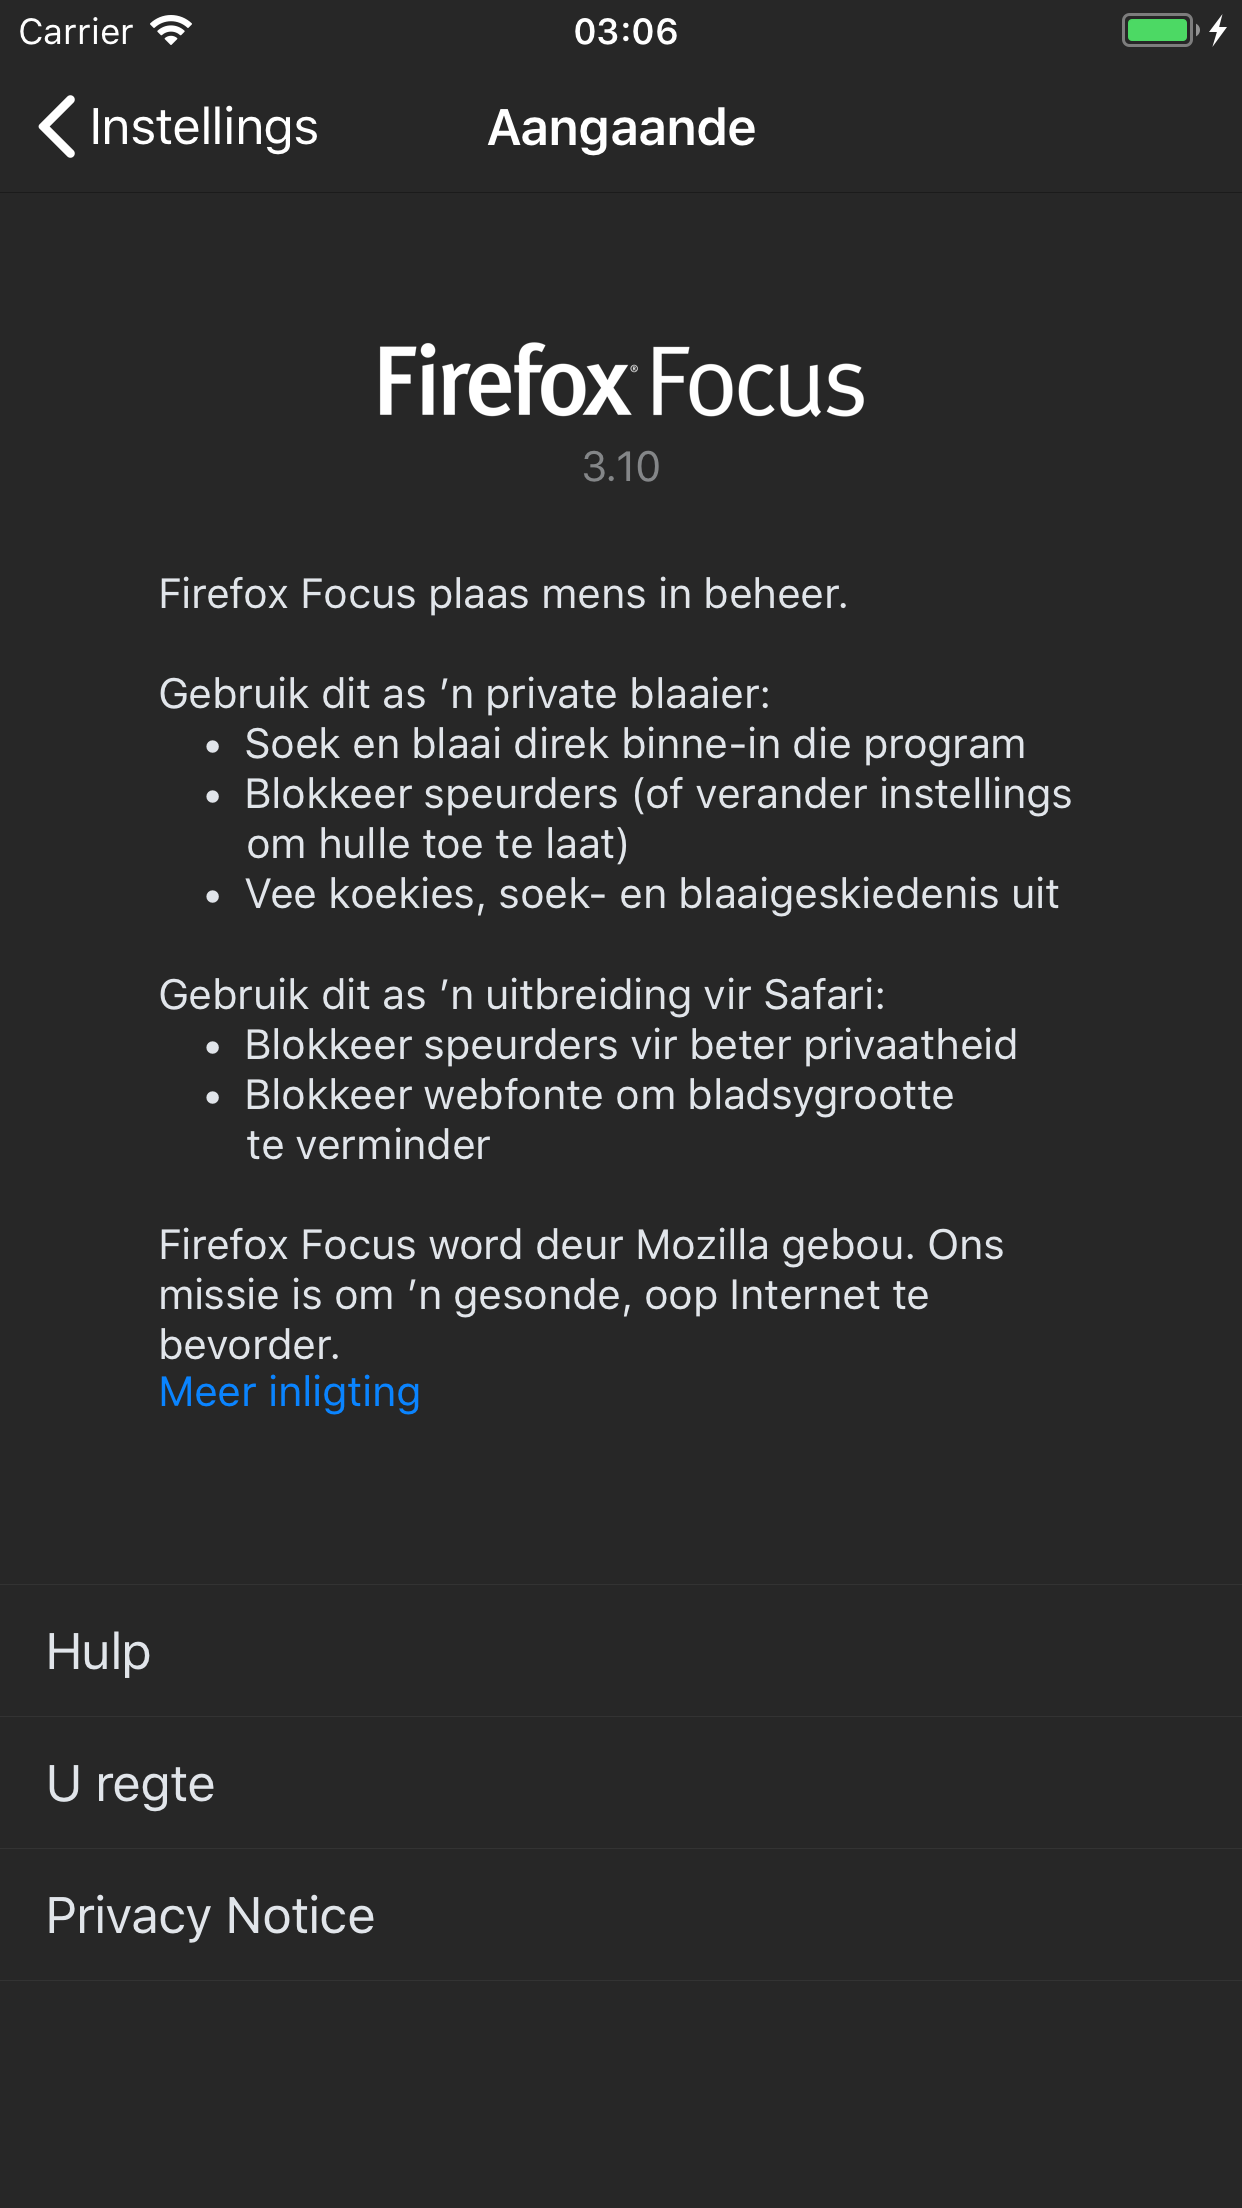 Carrier 03:06
Instellings Aangaande
Firefox® Focus
3.10
Firefox Focus plaas mens in beheer.
Gebruik dit as ’n private blaaier:
• Soek en blaai direk binne-in die program
• Blokkeer speurders (of verander instellings
om hulle toe te laat)
• Vee koekies, soek- en blaaigeskiedenis uit
Gebruik dit as ’n uitbreiding vir Safari:
• Blokkeer speurders vir beter privaatheid
• Blokkeer webfonte om bladsygrootte
te verminder
Firefox Focus word deur Mozilla gebou. Ons
missie is om ’n gesonde, oop Internet te
bevorder.
Meer inligting
Hulp
U regte
Privacy Notice